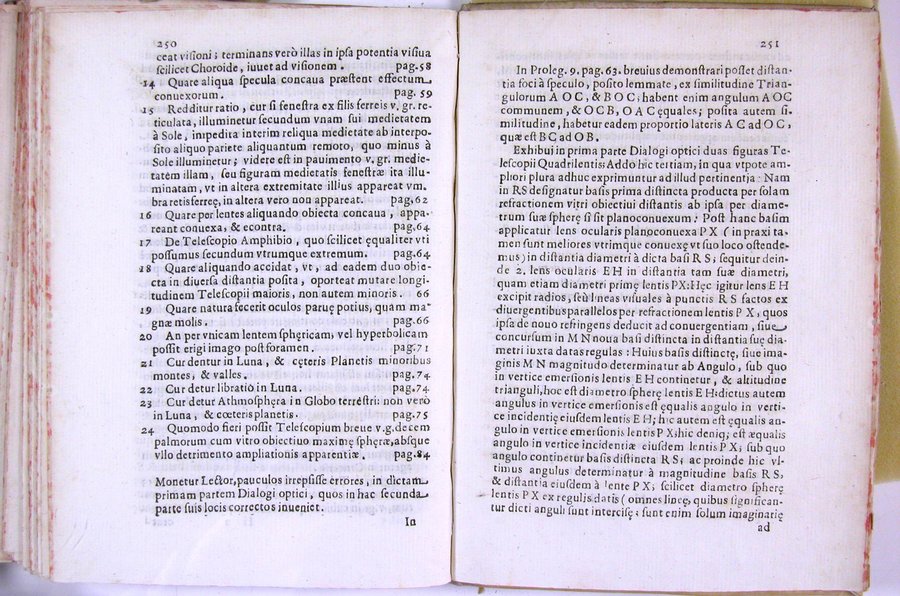 250
ceat visioni; terminans verò illas in ipsa potentia visiua
scilicet Choroide, iuuet ad visionem. pag.58
14 Quare aliqua specula concaua præstent effectum
conuexorum. pag. 59
15 Redditur ratio, cur si fenestra ex filis ferreis v. gr. re-
ticulata, illuminetur secundum vnam sui medietatem
à Sole, impedita interim reliqua medietate ab interpo-
sito aliquo pariete aliquantum remoto, quo minus à
Sole illuminetur; videre est in pauimento v. gr. medie-
tatém illam, seu figuram medietatis fenestræ ita illu-
minatam, vt in altera extremitate illius appareat vm.
bra retis ferreę, in altera vero non appareat. pag,62
16 Quare per lentes aliquando obiecta concaua, appa-
reant conuexa, & econtra. pag,64
17 De Telescopio Amphibio, quo scilicet equaliter vti
possumus secundum vtrumque extremum. pag.64
18 Quare aliquando accidat, vt, ad eadem duo obie-
cta in diuersa distantia posita, oporteat mutare longi-
tudinem Telescopii maioris, non autem minoris. 66
19 Quare natura fecerit oculos paruę potius, quam ma-
gnæ molis. pag.66
20 An per vnicam lentem sphęricam, vel hyperbolicam
possit erigi imago post foramen. pag.71
21 Cur dentur in Luna, & cęteris Planetis minoribus
montes, & valles. pag.74
22 Cur detur libratio in Luna. pag.74
23 Cur detur Athmosphęra in Globo terrestri: non verò
in Luna, & cœteris planetis. pag.75
24 Quomodo fieri possit Telescopium breue v.g.decem
palmorum cum vitro obiectiuo maximę sphęræ,absque
vllo detrimento ampliationis apparentiæ. pag.84
Monetur Lector, pauculos irrepsisse errores, in dictam
primam partem Dialogi optici, quos in hac secunda
parte suis locis correctos inueniet.
In
251
In Proleg. 9. pag. 63. breuius demonstrari posset distan-
tia foci à speculo, posito lemmate, ex similitudine Trian-
gulorum A O C, & B O C; habent enim angulum A O C
communem, & O C B, O A C ęquales; posita autem si-
militudine, habetur eadem proportio lateris A C ad O C,
quæ est BC ad O B.
Exhibui in prima parte Dialogi optici duas figuras Te-
lescopii Quadrilentis: Addo hic tertiam, in qua vtpote am-
pliori plura adhuc exprimuntur ad illud pertinentia: Nam
in RS designatur basis prima distincta producta per solam
refractionem vitri obiectiui distantis ab ipsa per diame-
trum suæ spherę si sit planoconuexum: Post hanc basim
applicatur lens ocularis planoconuexa P X ( in praxi ta-
men sunt meliores vtrimque conuexę vt suo loco ostende-
mus) in distantia diametri à dicta basi R S; sequitur dein-
de 2. lens ocularis E H in distantia tam suæ diametri,
quam etiam diametri primę lentis PX: Hęc igitur lens E H
excipit radios, seù lineas visuales à punctis R S factos ex
diuergentibus parallelos per refractionem lentis P X, quos
ipsa de nouo refringens deducit ad conuergentiam, siue
concursum in M N noua basi distincta in distantia suę dia-
metri iuxta datas regulas: Huius basis distinctę, siue ima-
ginis M N magnitudo determinatur ab Angulo, sub quo
in vertice emersionis lentis E H continetur, & altitudine
trianguli,hoc est diametro spherę lentis E H: dictus autem
angulus in vertice emersionis est ęqualis angulo in verti-
ce incidentię eiusdem lentis E H; hic autem est ęquali an-
gulo in vertice emersionis lentis P X; hic deniq; est æqualis
angulo in vertice incidentiæ eiusdem lentis P X, sub quo
angulo continetur basis distincta R S; ac proinde hic vl-
timus angulus determinatur à magnitudine basis R S,
& distantia eiusdem à lente P X; scilicet diametro spherę
lentis P X ex regulis datis ( omnes lineę, quibus significan-
tur dicti anguli sunt intercisę; sunt enim solum imaginarię
ad